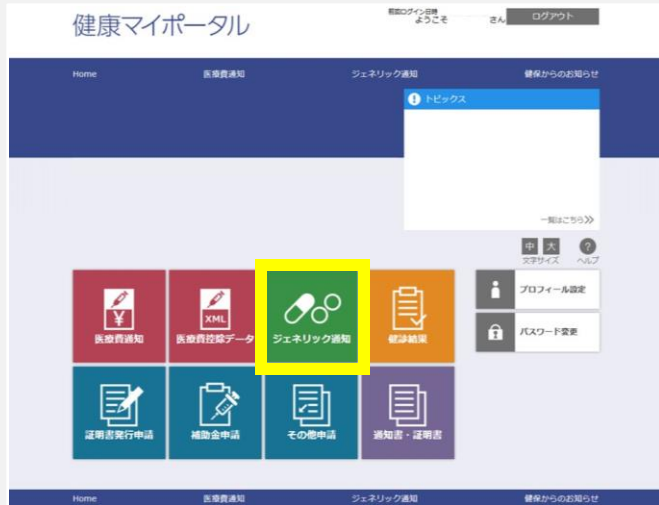 健康マイポータル
前回ログイン日時
ようこそ さん
ログアウト
Home 医療費通知 ジェネリック通知 健保からのお知らせ
! トピックス
一覧はこちら>>
中 大 ?
文字サイズ ヘルプ
¥
医療費通知
XML
医療費控除データ
ジェネリック通知
健診結果
プロフィール設定
パスワード変更
証明書発行申請
補助金申請
その他申請
通知書・証明書
Home 医療費通知 ジェネリック通知 健保からのお知らせ